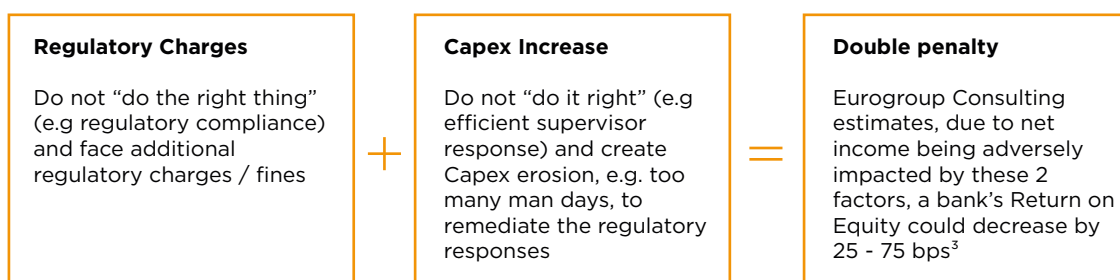 Regulatory Charges
Do not “do the right thing”
(e.g regulatory compliance)
and face additional
regulatory charges / fines
+
Capex Increase
Do not “do it right” (e.g
efficient supervisor
response) and create
Capex erosion, e.g. too
many man days, to
remediate the regulatory
responses
=
Double penalty
Eurogroup Consulting
estimates, due to net
income being adversely
impacted by these 2
factors, a bank’s Return on
Equity could decrease by
25 - 75 bps³